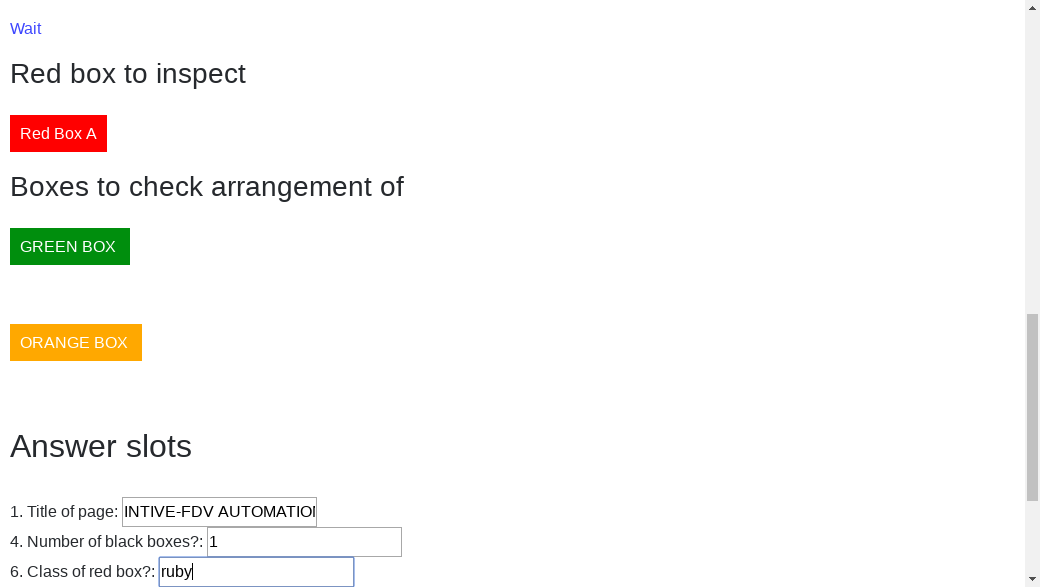 Wait
Red box to inspect
Red Box A
Boxes to check arrangement of
GREEN BOX
ORANGE BOX
Answer slots
1. Title of page: INTIVE-FDV AUTOMATION
4. Number of black boxes?: 1
6. Class of red box?: ruby